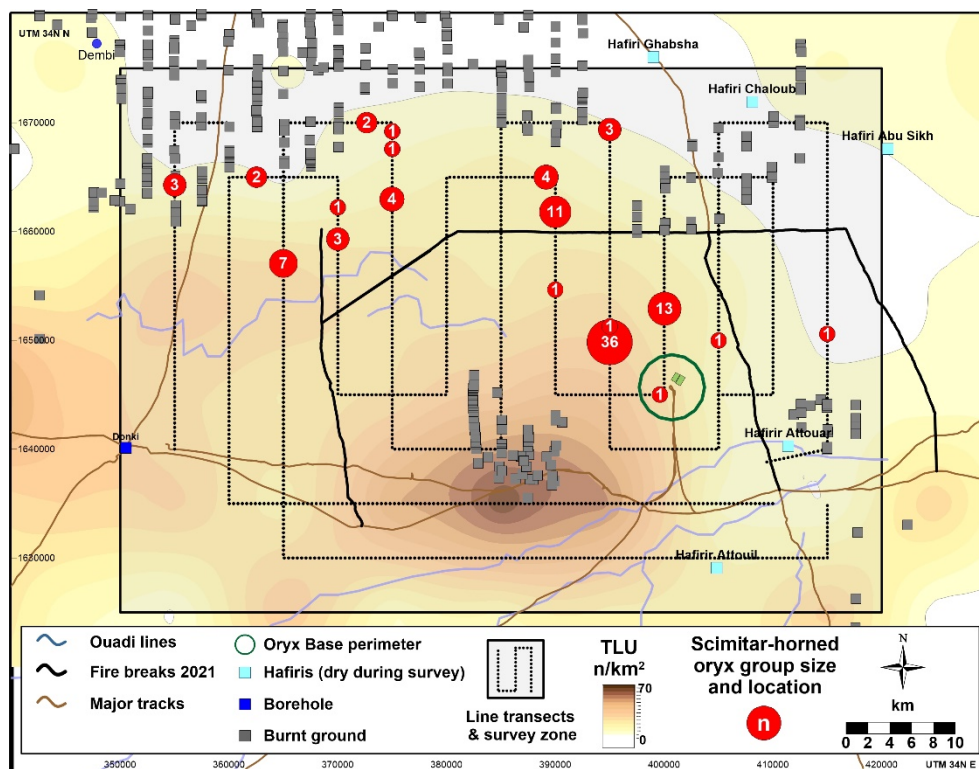 UTM 34N N
Dembi
Hafiri Ghabsha
Hafiri Chaloub
Hafiri Abu Sikh
1670000
2
1
3
1
3
2
4
4
1
11
1660000
3
7
1
13
1
1650000
36
1
1
1
1640000
Donki
Hafirir Attouar
1630000
Hafirir Attouil
Ouadi lines
Fire breaks 2021
Major tracks
Oryx Base perimeter
Hafiris (dry during survey)
Borehole
Burnt ground
Line transects
& survey zone
TLU
n/km²
70
0
Scimitar-horned
oryx group size
and location
n
N
km
0 2 4 6 8 10
350000 360000 370000 380000 390000 400000 410000 420000 UTM 34N E